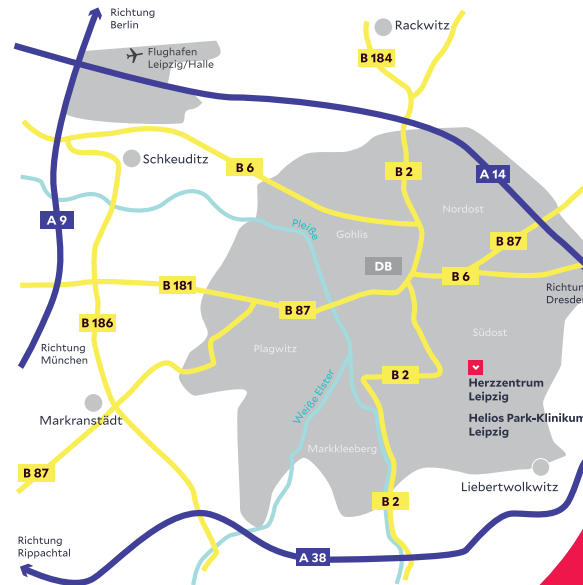 Richtung
Berlin
Rackwitz
Flughafen
Leipzig/Halle
B 184
Schkeuditz
B 6
B 2
A 14
A 9
Nordost
Pleiße
Gohlis
B 87
DB
B 6
B 181
Richtung
Dresden
B 87
B 186
Südost
Richtung
München
Plagwitz
B 2
Herzzentrum
Leipzig
Weiße Elster
Markranstädt
Helios Park-Klinikum
Leipzig
Markkleeberg
B 87
Liebertwolkwitz
B 2
Richtung
Rippachtal
A 38